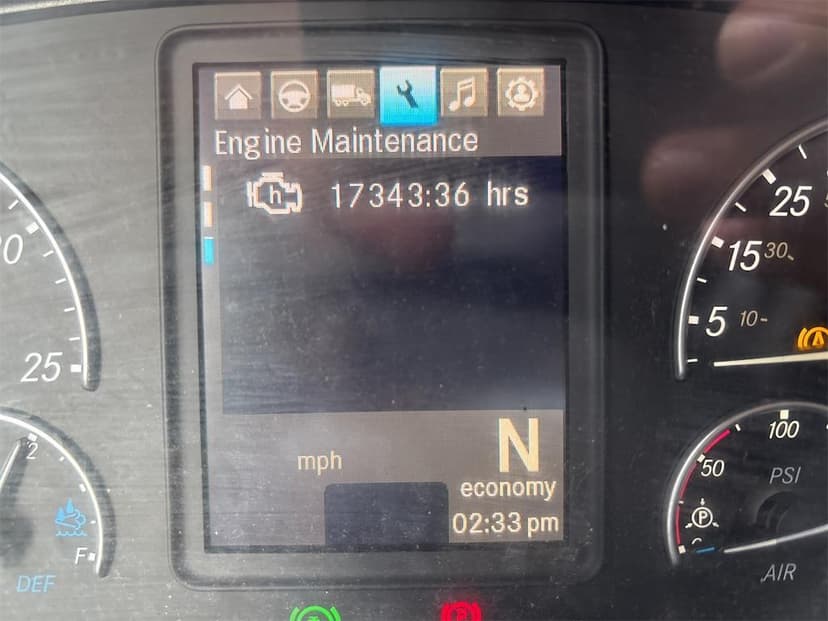 Engine Maintenance
h 17343:36 hrs
mph
N
economy
02:33 pm
25
2
F
DEF
25
15 30
5 10
A
100
50
PSI
P
AIR